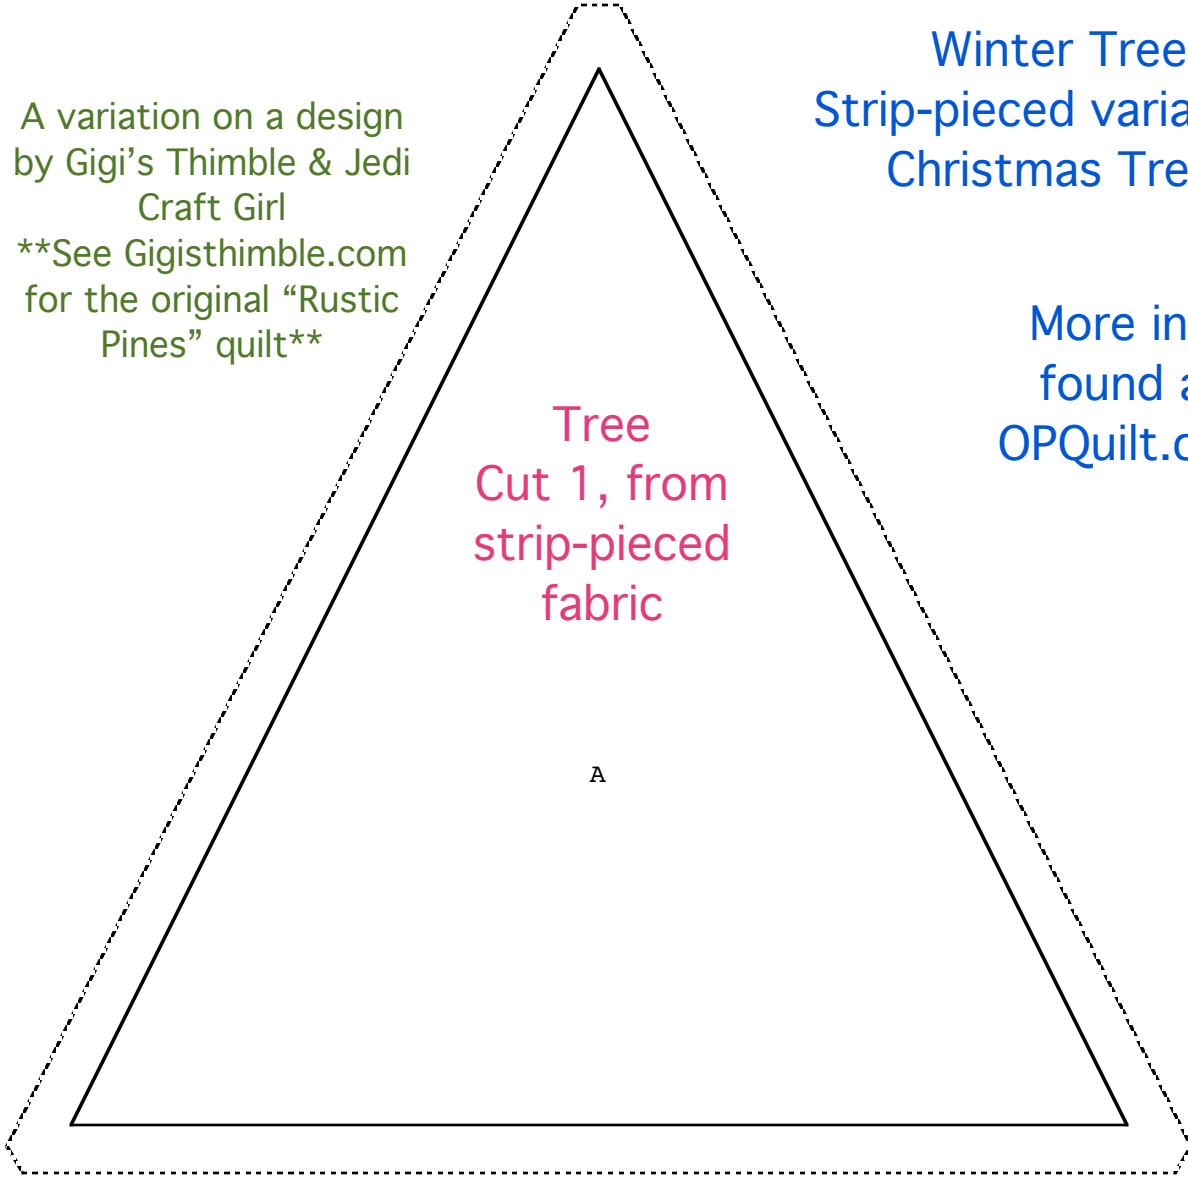 A variation on a design
by Gigi’s Thimble & Jedi
Craft Girl
**See Gigisthimble.com
for the original “Rustic
Pines” quilt**
Winter Tree
Strip-pieced varia
Christmas Tre
More in
found a
OPQuilt.c
Tree
Cut 1, from
strip-pieced
fabric
A